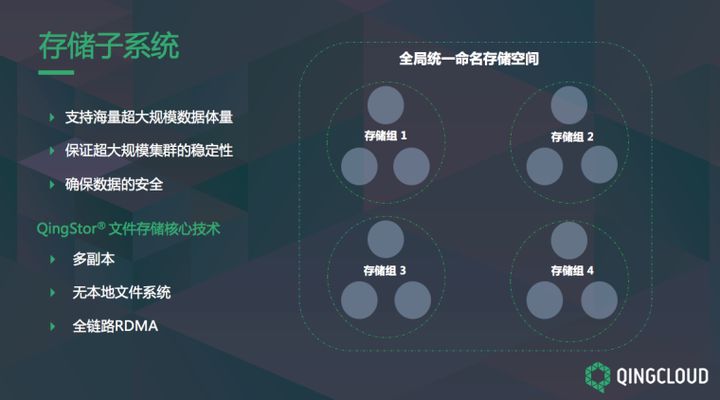 存储子系统
支持海量超大规模数据体量
保证超大规模集群的稳定性
确保数据的安全
QingStor® 文件存储核心技术
多副本
无本地文件系统
全链路RDMA
全局统一命名存储空间
存储组 1
存储组 2
存储组 3
存储组 4
QINGCLOUD